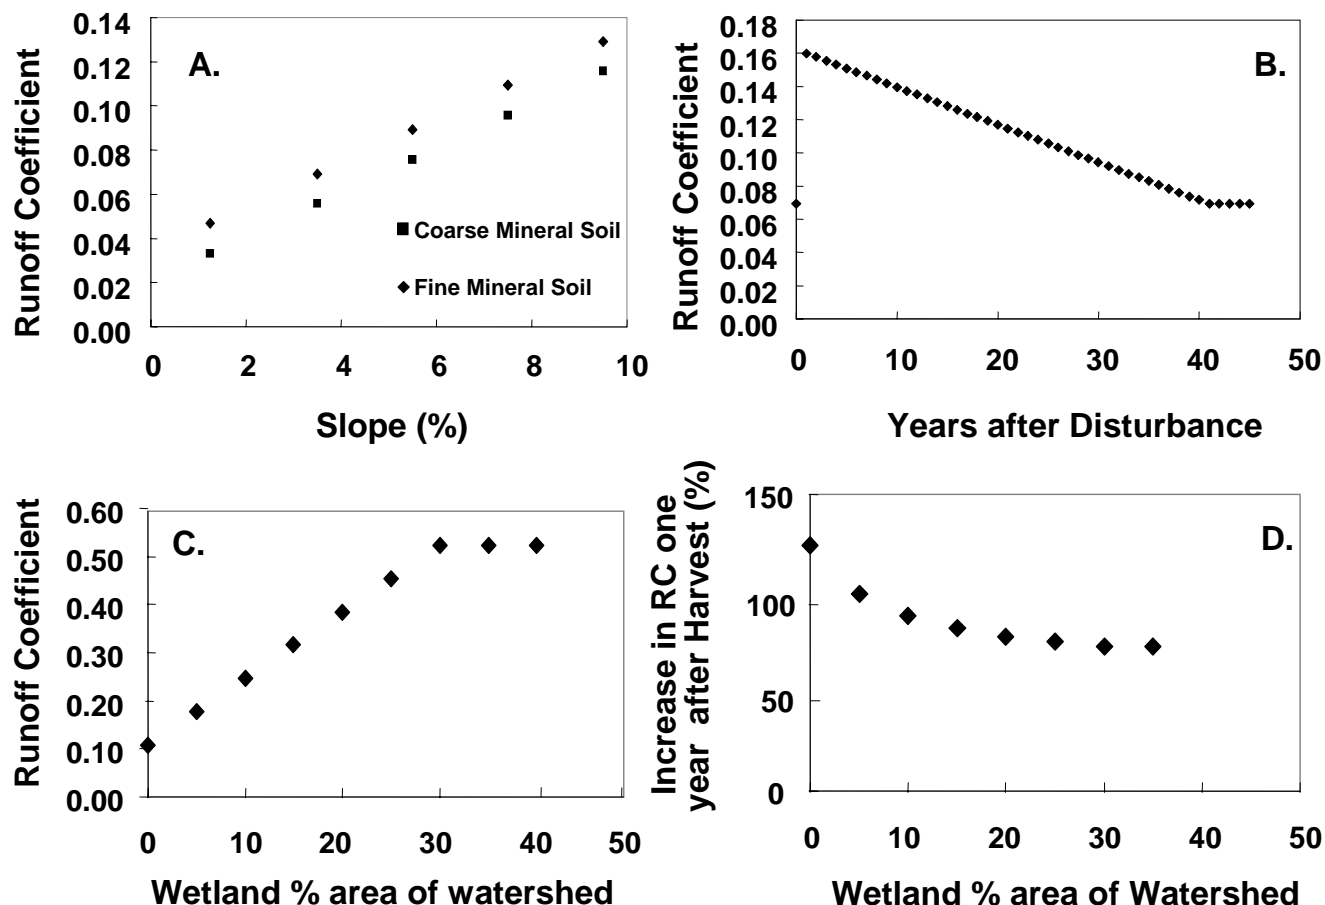 A.
Runoff Coefficient
0.14
0.12
0.10
0.08
0.06
0.04
0.02
0.00
Coarse Mineral Soil
Fine Mineral Soil
0 2 4 6 8 10
Slope (%)
B.
Runoff Coefficient
0.18
0.16
0.14
0.12
0.10
0.08
0.06
0.04
0.02
0.00
0 10 20 30 40 50
Years after Disturbance
C.
Runoff Coefficient
0.60
0.50
0.40
0.30
0.20
0.10
0.00
0 10 20 30 40 50
Wetland % area of watershed
D.
Increase in RC one
year after Harvest (%)
150
100
50
0
0 10 20 30 40 50
Wetland % area of Watershed